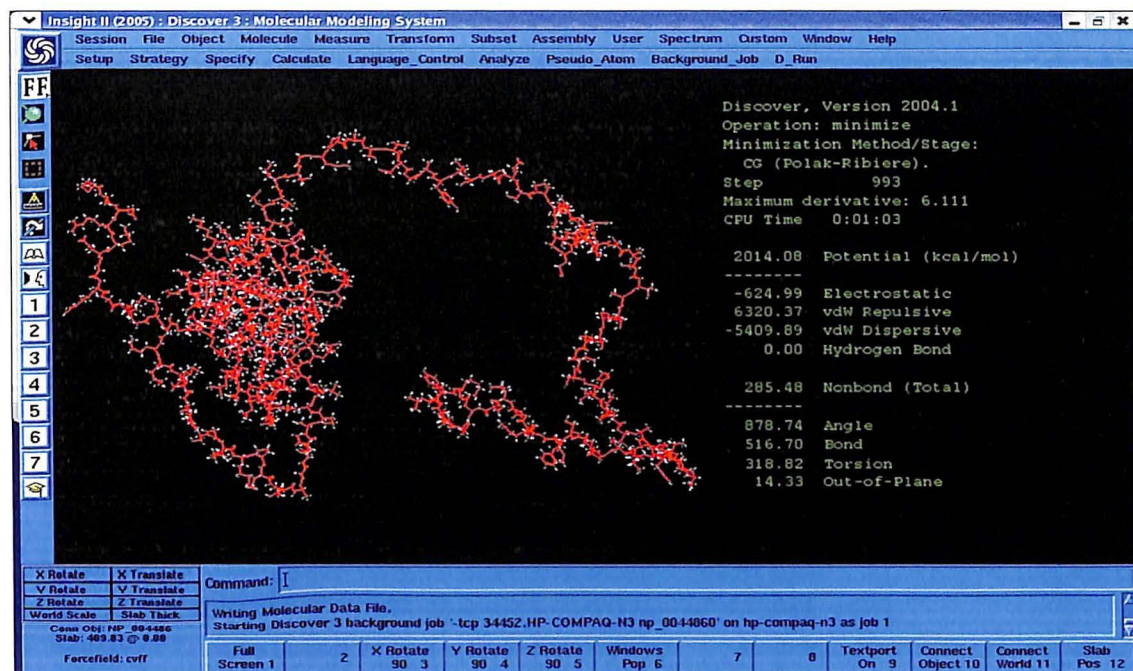 Insight II (2005) : Discover 3 : Molecular Modeling System
Session File Object Molecule Measure Transform Subset Assembly User Spectrum Custom Window Help
Setup Strategy Specify Calculate Language_Control Analyze Pseudo_Atom Background_Job D_Run
FF
1
2
3
4
5
6
7
Discover, Version 2004.1
Operation: minimize
Minimization Method/Stage:
CG (Polak-Ribiere).
Step 993
Maximum derivative: 6.111
CPU Time 0:01:03
2014.08 Potential (kcal/mol)
--------
-624.99 Electrostatic
6320.37 vdW Repulsive
-5409.89 vdW Dispersive
0.00 Hydrogen Bond
285.48 Nonbond (Total)
--------
878.74 Angle
516.70 Bond
318.82 Torsion
14.33 Out-of-Plane
X Rotate X Translate
Y Rotate Y Translate
Z Rotate Z Translate
World Scale Slab Thick
Conn Obj: NP_004486
Slab: 409.83 @ 0.00
Forcefield: cvff
Command:
Writing Molecular Data File.
Starting Discover 3 background job '-tcp 34452.HP-COMPAQ-N3 np_0044860' on hp-compaq-n3 as job 1
Full Screen 1
2
X Rotate 90 3
Y Rotate 90 4
Z Rotate 90 5
Windows Pop 6
7
8
Textport On 9
Connect Object 10
Connect World 11
Slab Pos 12